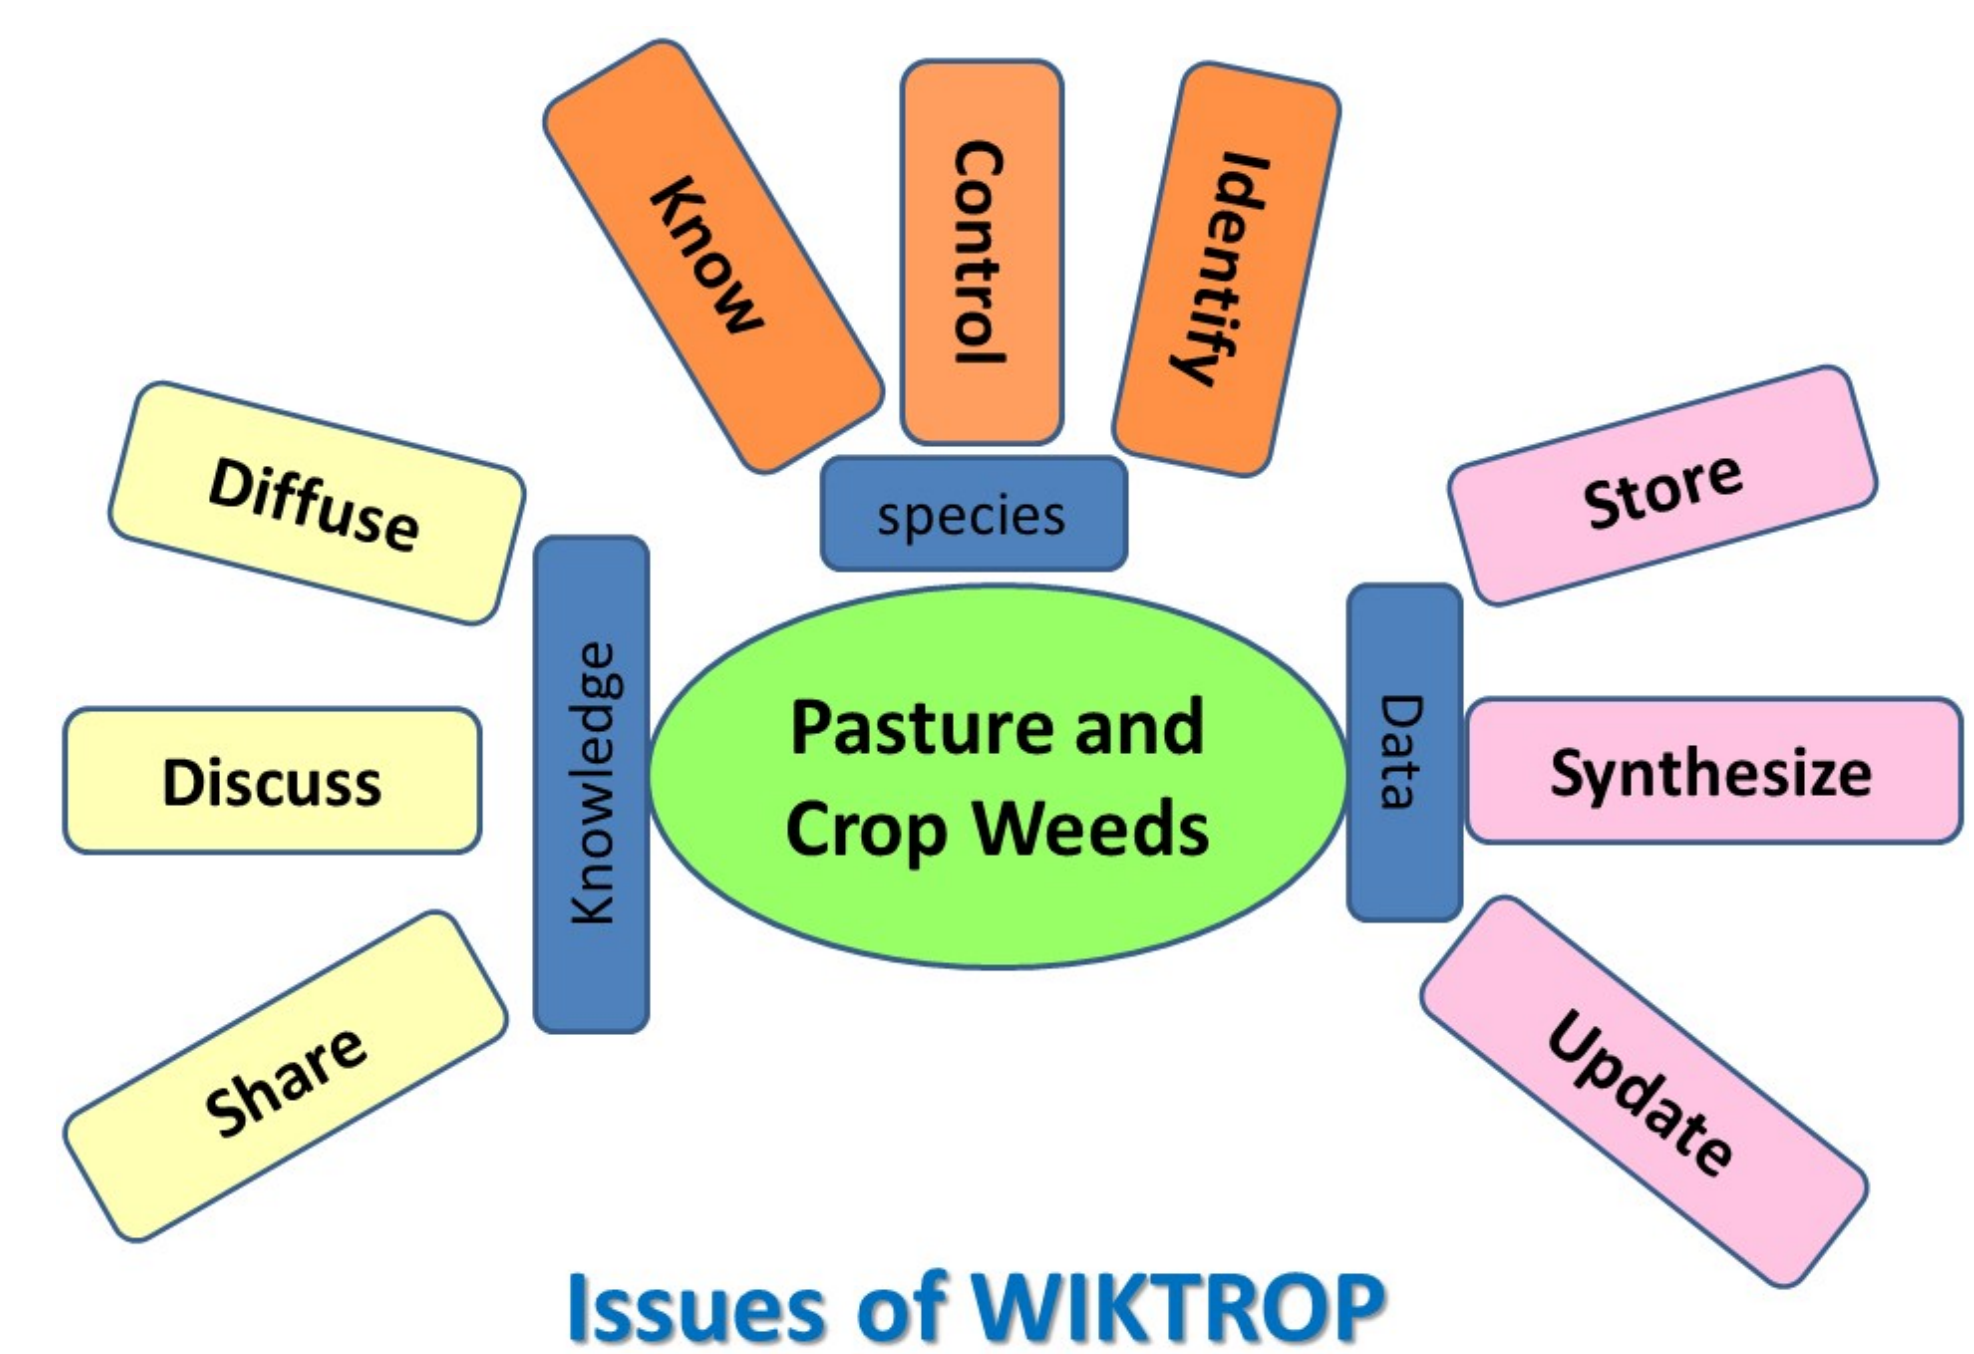 Know
Control
Identify
species
Diffuse
Discuss
Share
Knowledge
Pasture and
Crop Weeds
Data
Store
Synthesize
Update
Issues of WIKTROP